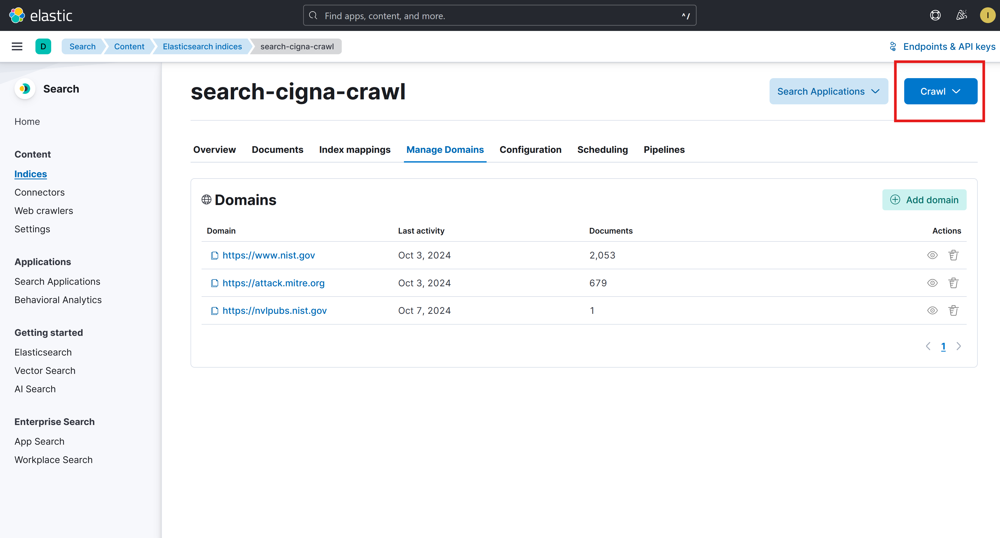 elastic
Find apps, content, and more.
^/
I
D
Search
Content
Elasticsearch indices
search-cigna-crawl
Endpoints & API keys
Search
Home
Content
Indices
Connectors
Web crawlers
Settings
Applications
Search Applications
Behavioral Analytics
Getting started
Elasticsearch
Vector Search
AI Search
Enterprise Search
App Search
Workplace Search
search-cigna-crawl
Search Applications
Crawl
Overview Documents Index mappings Manage Domains Configuration Scheduling Pipelines
Domains
Add domain
Domain Last activity Documents Actions
https://www.nist.gov Oct 3, 2024 2,053
https://attack.mitre.org Oct 3, 2024 679
https://nvlpubs.nist.gov Oct 7, 2024 1
1